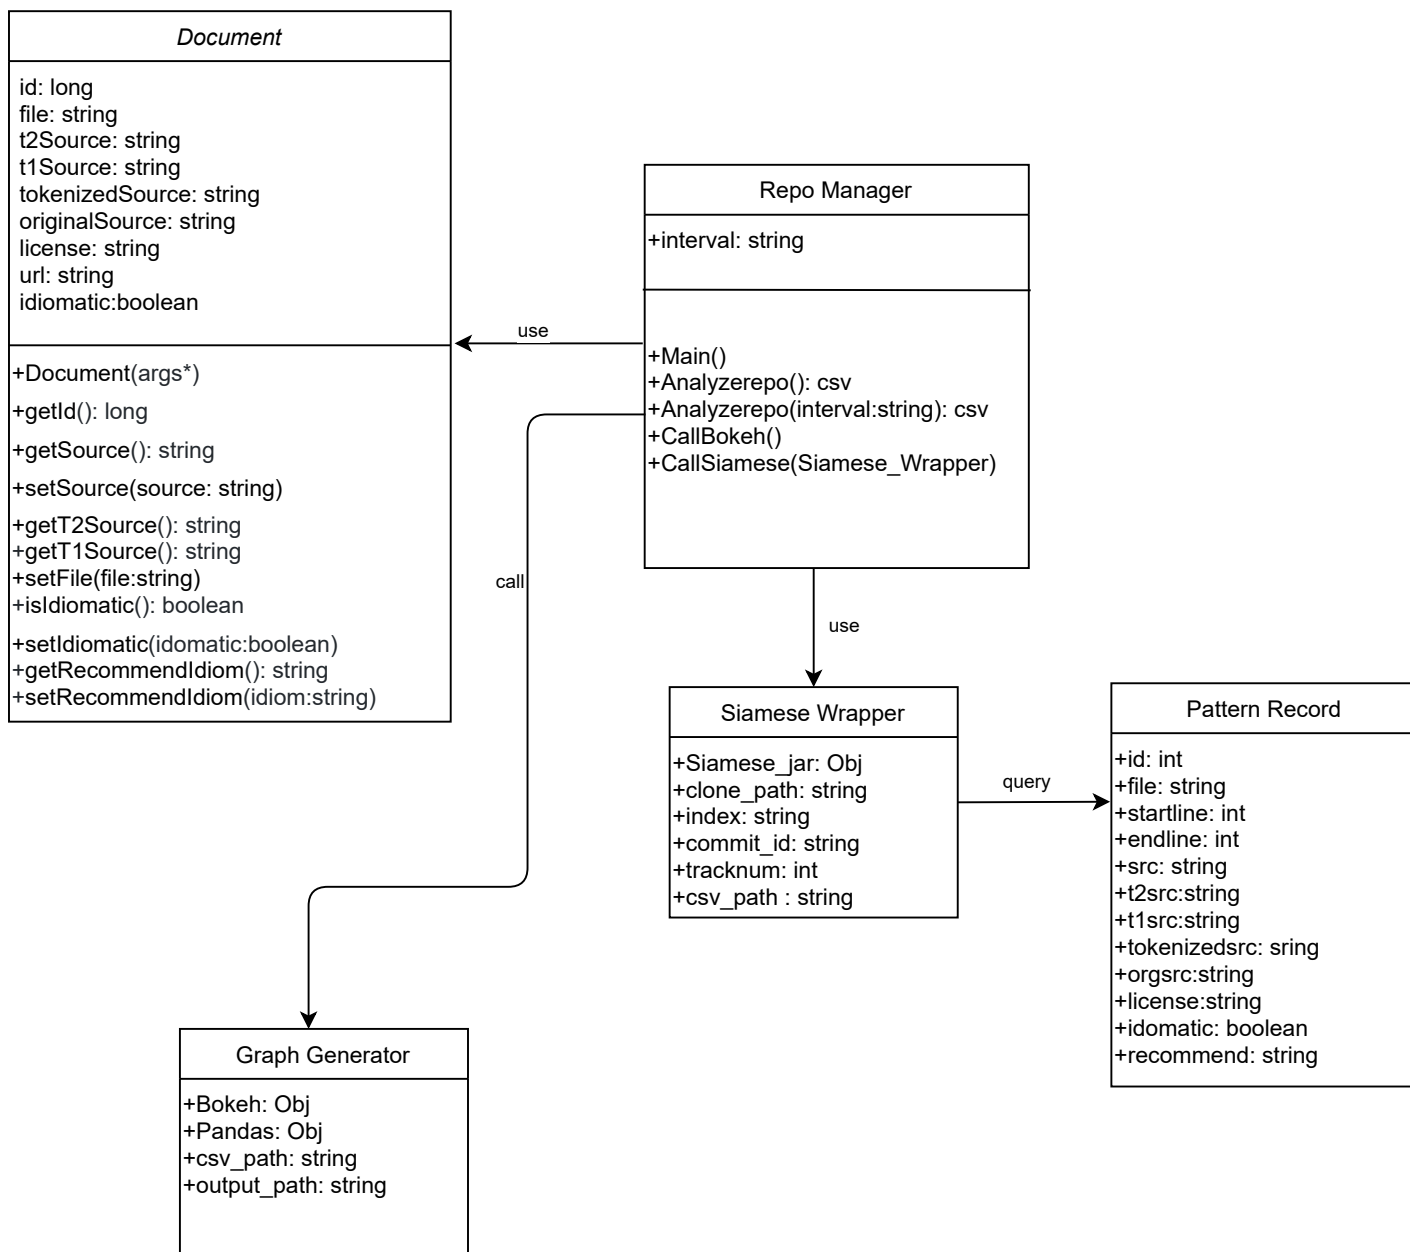 Document
id: long
file: string
t2Source: string
t1Source: string
tokenizedSource: string
originalSource: string
license: string
url: string
idiomatic:boolean
+Document(args*)
+getId(): long
+getSource(): string
+setSource(source: string)
+getT2Source(): string
+getT1Source(): string
+setFile(file:string)
+isIdiomatic(): boolean
+setIdiomatic(idomatic:boolean)
+getRecommendIdiom(): string
+setRecommendIdiom(idiom:string)
use
Repo Manager
+interval: string
+Main()
+Analyzerepo(): csv
+Analyzerepo(interval:string): csv
+CallBokeh()
+CallSiamese(Siamese_Wrapper)
call
use
Siamese Wrapper
+Siamese_jar: Obj
+clone_path: string
+index: string
+commit_id: string
+tracknum: int
+csv_path : string
query
Pattern Record
+id: int
+file: string
+startline: int
+endline: int
+src: string
+t2src:string
+t1src:string
+tokenizedsrc: sring
+orgsrc:string
+license:string
+idomatic: boolean
+recommend: string
Graph Generator
+Bokeh: Obj
+Pandas: Obj
+csv_path: string
+output_path: string